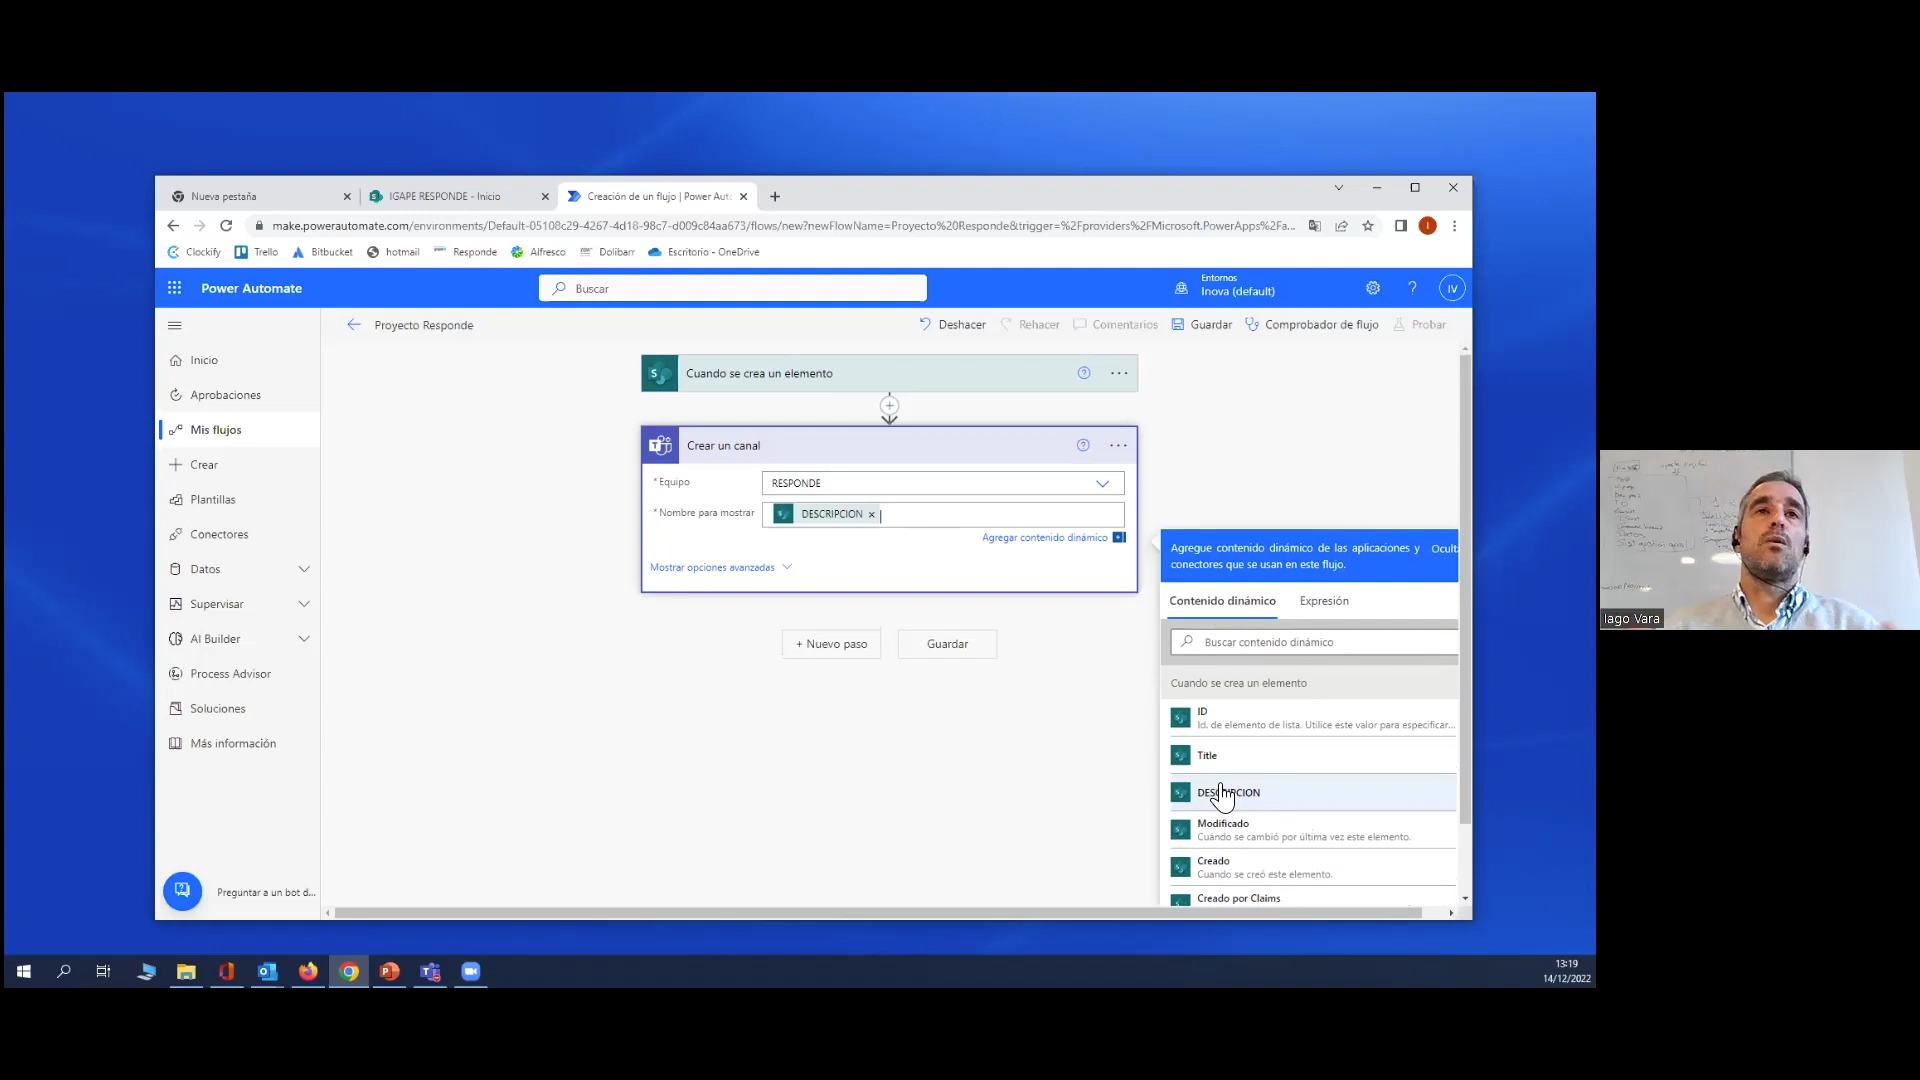 Nueva pestaña
IGAPE RESPONDE - Inicio
Creación de un flujo | Power Auto
make.powerautomate.com/environments/Default-05108c29-4267-4d18-98c7-d009c84aa673/flows/new?newFlowName=Proyecto%20Responde&trigger=%2Fproviders%2FMicrosoft.PowerApps%2Fa...
Clockify
Trello
Bitbucket
hotmail
Responde
Alfresco
Dolibarr
Escritorio - OneDrive
Power Automate
Buscar
Entornos
Inova (default)
IV
Proyecto Responde
Deshacer
Rehacer
Comentarios
Guardar
Comprobador de flujo
Probar
Inicio
Aprobaciones
Mis flujos
Crear
Plantillas
Conectores
Datos
Supervisar
AI Builder
Process Advisor
Soluciones
Más información
Preguntar a un bot d...
Cuando se crea un elemento
Crear un canal
* Equipo
RESPONDE
* Nombre para mostrar
DESCRIPCION
Agregar contenido dinámico
Mostrar opciones avanzadas
+ Nuevo paso
Guardar
Agregue contenido dinámico de las aplicaciones y
conectores que se usan en este flujo.
Ocult
Contenido dinámico
Expresión
Buscar contenido dinámico
Cuando se crea un elemento
ID
Id. de elemento de lista. Utilice este valor para especificar...
Title
DESCRIPCION
Modificado
Cuándo se cambió por última vez este elemento.
Creado
Cuando se creó este elemento.
Creado por Claims
13:19
14/12/2022
Iago Vara